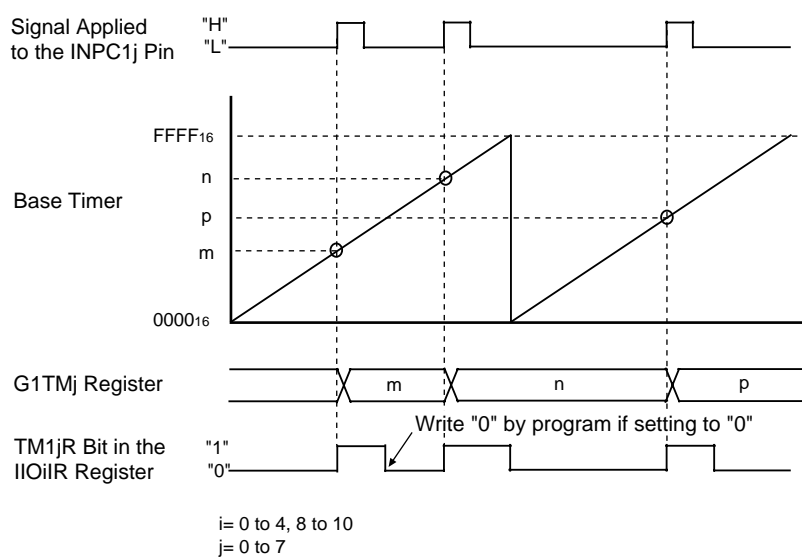 Signal Applied
to the INPC1j Pin
"H"
"L"
Base Timer
FFFF16
n
p
m
000016
G1TMj Register
m
n
p
Write "0" by program if setting to "0"
TM1jR Bit in the
IIOiIR Register
"1"
"0"
i= 0 to 4, 8 to 10
j= 0 to 7